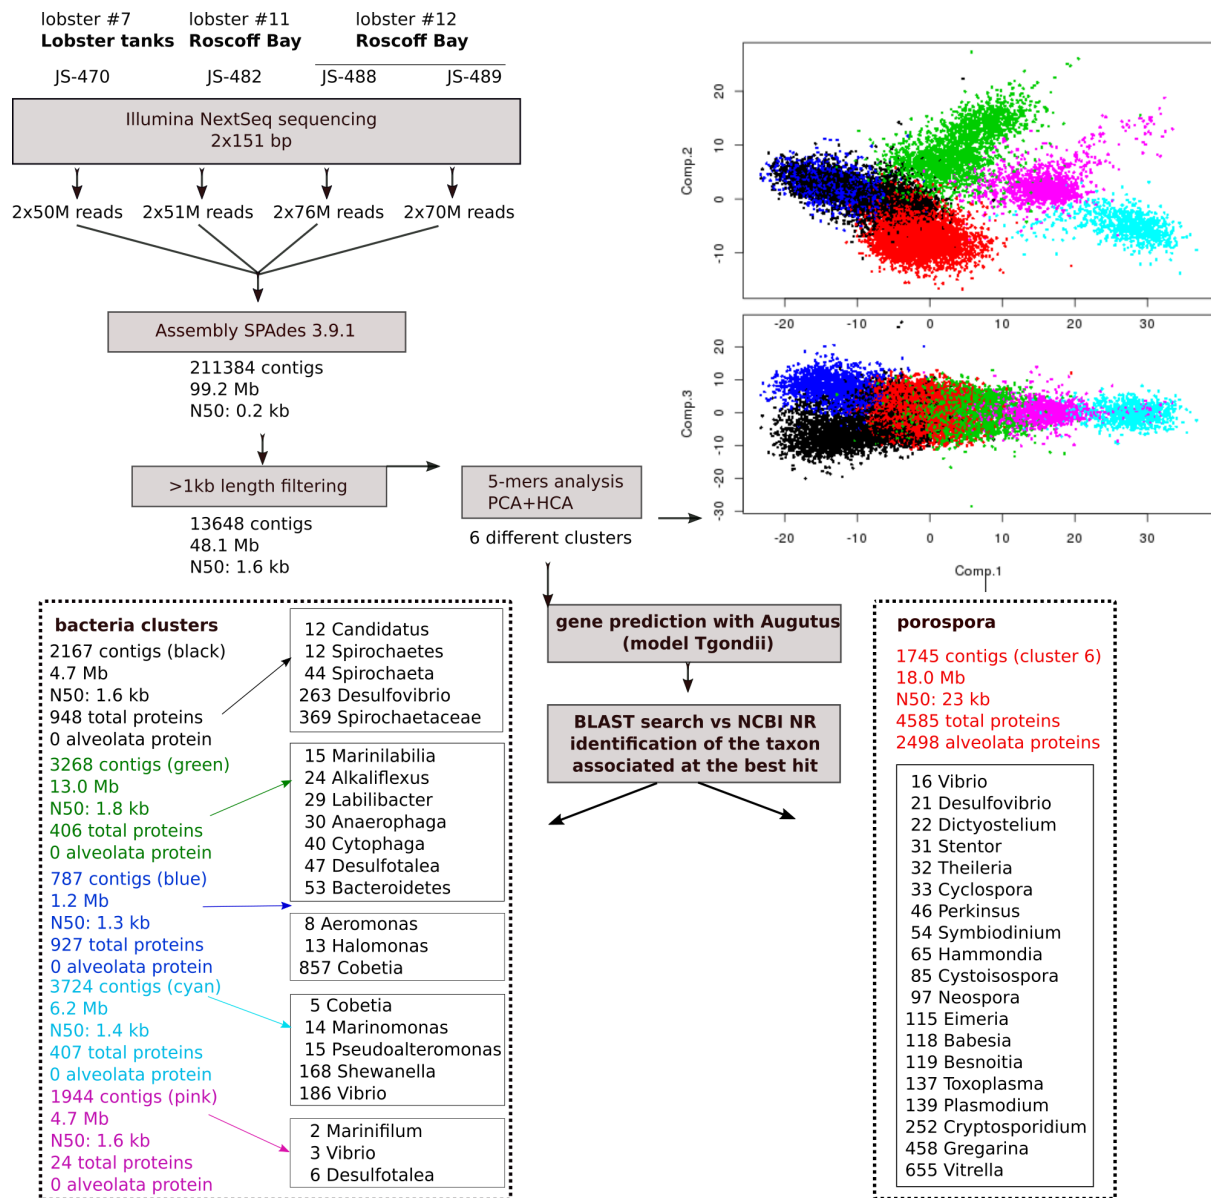 lobster #7
Lobster tanks
lobster #11
Roscoff Bay
lobster #12
Roscoff Bay
JS-470
JS-482
JS-488
JS-489
Illumina NextSeq sequencing
2x151 bp
2x50M reads
2x51M reads
2x76M reads
2x70M reads
Assembly SPAdes 3.9.1
211384 contigs
99.2 Mb
N50: 0.2 kb
>1kb length filtering
13648 contigs
48.1 Mb
N50: 1.6 kb
5-mers analysis
PCA+HCA
6 different clusters
Comp.2
20
10
0
-10
-20
-10
0
10
20
30
Comp.3
20
10
0
-10
-20
-30
-20
-10
0
10
20
30
Comp.1
gene prediction with Augutus
(model Tgondii)
BLAST search vs NCBI NR
identification of the taxon
associated at the best hit
bacteria clusters
2167 contigs (black)
4.7 Mb
N50: 1.6 kb
948 total proteins
0 alveolata protein
3268 contigs (green)
13.0 Mb
N50: 1.8 kb
406 total proteins
0 alveolata protein
787 contigs (blue)
1.2 Mb
N50: 1.3 kb
927 total proteins
0 alveolata protein
3724 contigs (cyan)
6.2 Mb
N50: 1.4 kb
407 total proteins
0 alveolata protein
1944 contigs (pink)
4.7 Mb
N50: 1.6 kb
24 total proteins
0 alveolata protein
12 Candidatus
12 Spirochaetes
44 Spirochaeta
263 Desulfovibrio
369 Spirochaetaceae
15 Marinilabilia
24 Alkaliflexus
29 Labilibacter
30 Anaerophaga
40 Cytophaga
47 Desulfotalea
53 Bacteroidetes
8 Aeromonas
13 Halomonas
857 Cobetia
5 Cobetia
14 Marinomonas
15 Pseudoalteromonas
168 Shewanella
186 Vibrio
2 Marinifilum
3 Vibrio
6 Desulfotalea
porospora
1745 contigs (cluster 6)
18.0 Mb
N50: 23 kb
4585 total proteins
2498 alveolata proteins
16 Vibrio
21 Desulfovibrio
22 Dictyostelium
31 Stentor
32 Theileria
33 Cyclospora
46 Perkinsus
54 Symbiodinium
65 Hammondia
85 Cystoisospora
97 Neospora
115 Eimeria
118 Babesia
119 Besnoitia
137 Toxoplasma
139 Plasmodium
252 Cryptosporidium
458 Gregarina
655 Vitrella